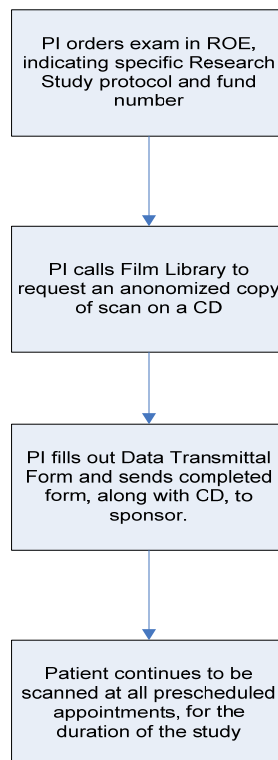 PI orders exam in ROE,
indicating specific Research
Study protocol and fund
number
PI calls Film Library to
request an anonomized copy
of scan on a CD
PI fills out Data Transmittal
Form and sends completed
form, along with CD, to
sponsor.
Patient continues to be
scanned at all prescheduled
appointments, for the
duration of the study